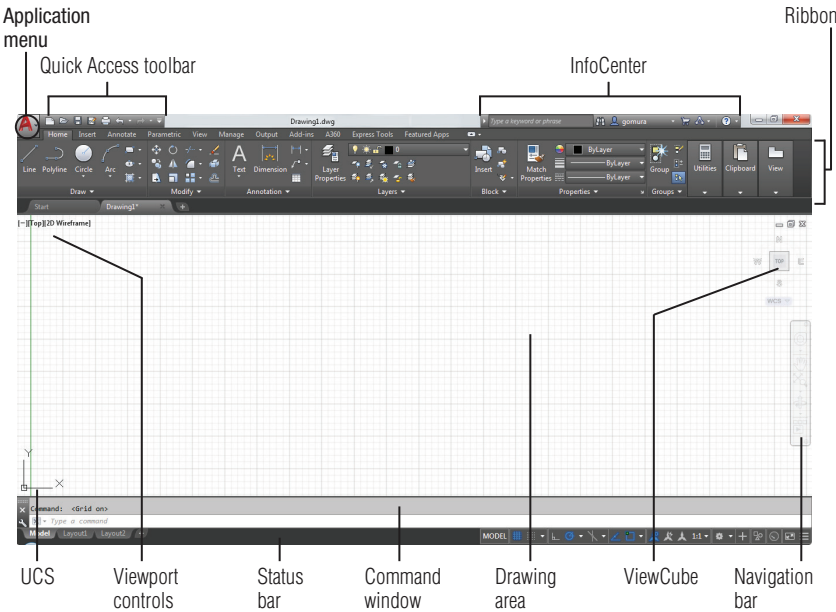 Application
menu
Ribbon
Quick Access toolbar
InfoCenter
Drawing1.dwg
Type a keyword or phrase
gomura
Home Insert Annotate Parametric View Manage Output Add-ins A360 Express Tools Featured Apps
0
ByLayer
ByLayer
ByLayer
Line Polyline Circle Arc
Text Dimension
Layer
Properties
Insert
Match
Properties
Group
Utilities Clipboard View
Draw Modify Annotation Layers Block Properties Groups
Start Drawing1*
[−][Top][2D Wireframe]
N
W TOP E
S
WCS
Y
X
Command: <Grid on>
Type a command
Model Layout1 Layout2 +
MODEL 1:1
UCS
Viewport
controls
Status
bar
Command
window
Drawing
area
ViewCube
Navigation
bar